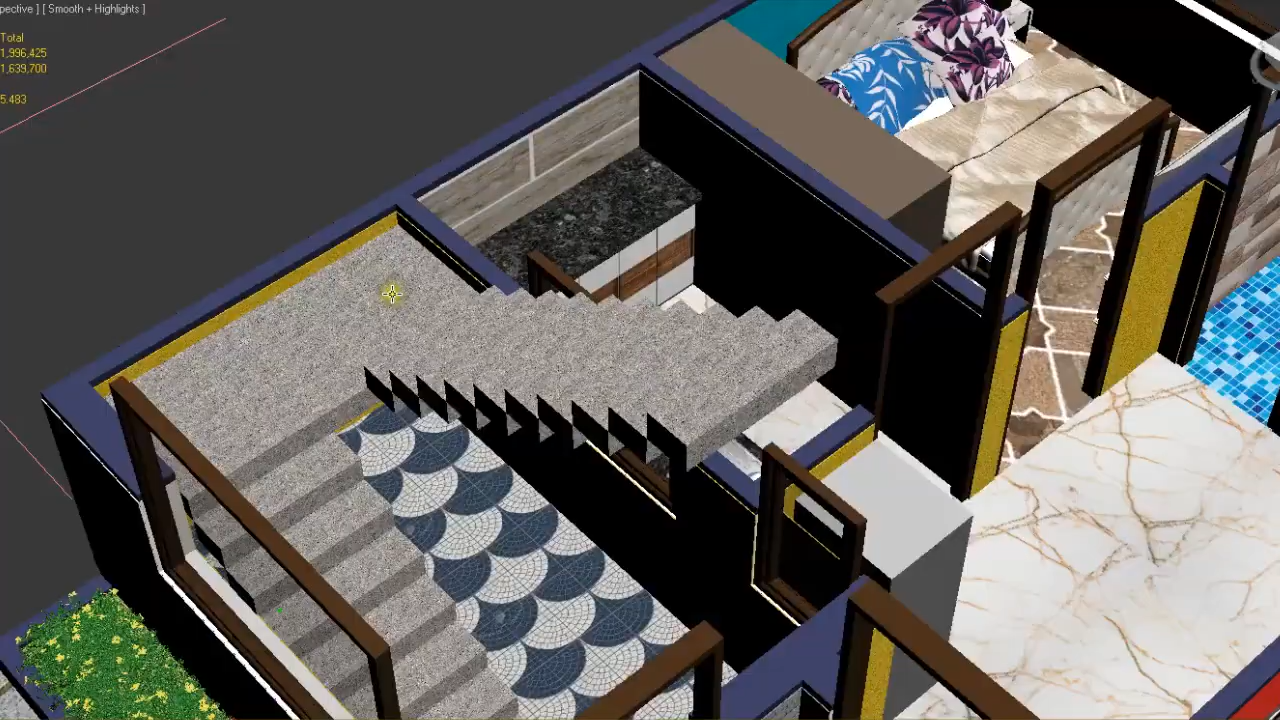 pective ] [ Smooth + Highlights ]
Total
1,996,425
1,639,700
5.483